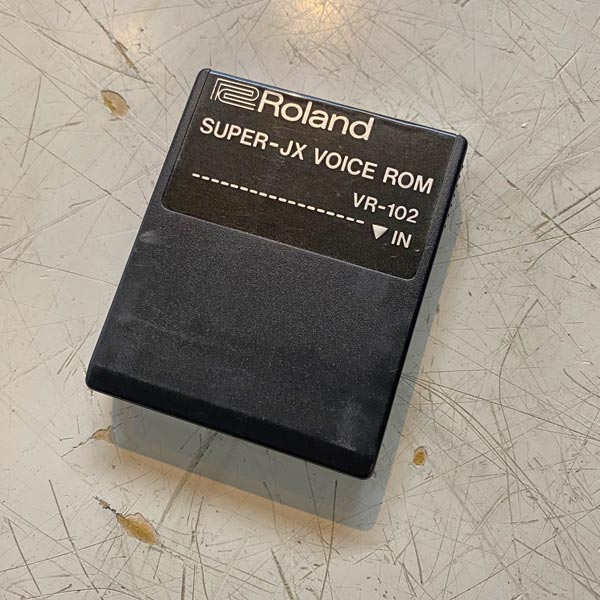 Roland
SUPER-JX VOICE ROM
VR-102
▼ IN